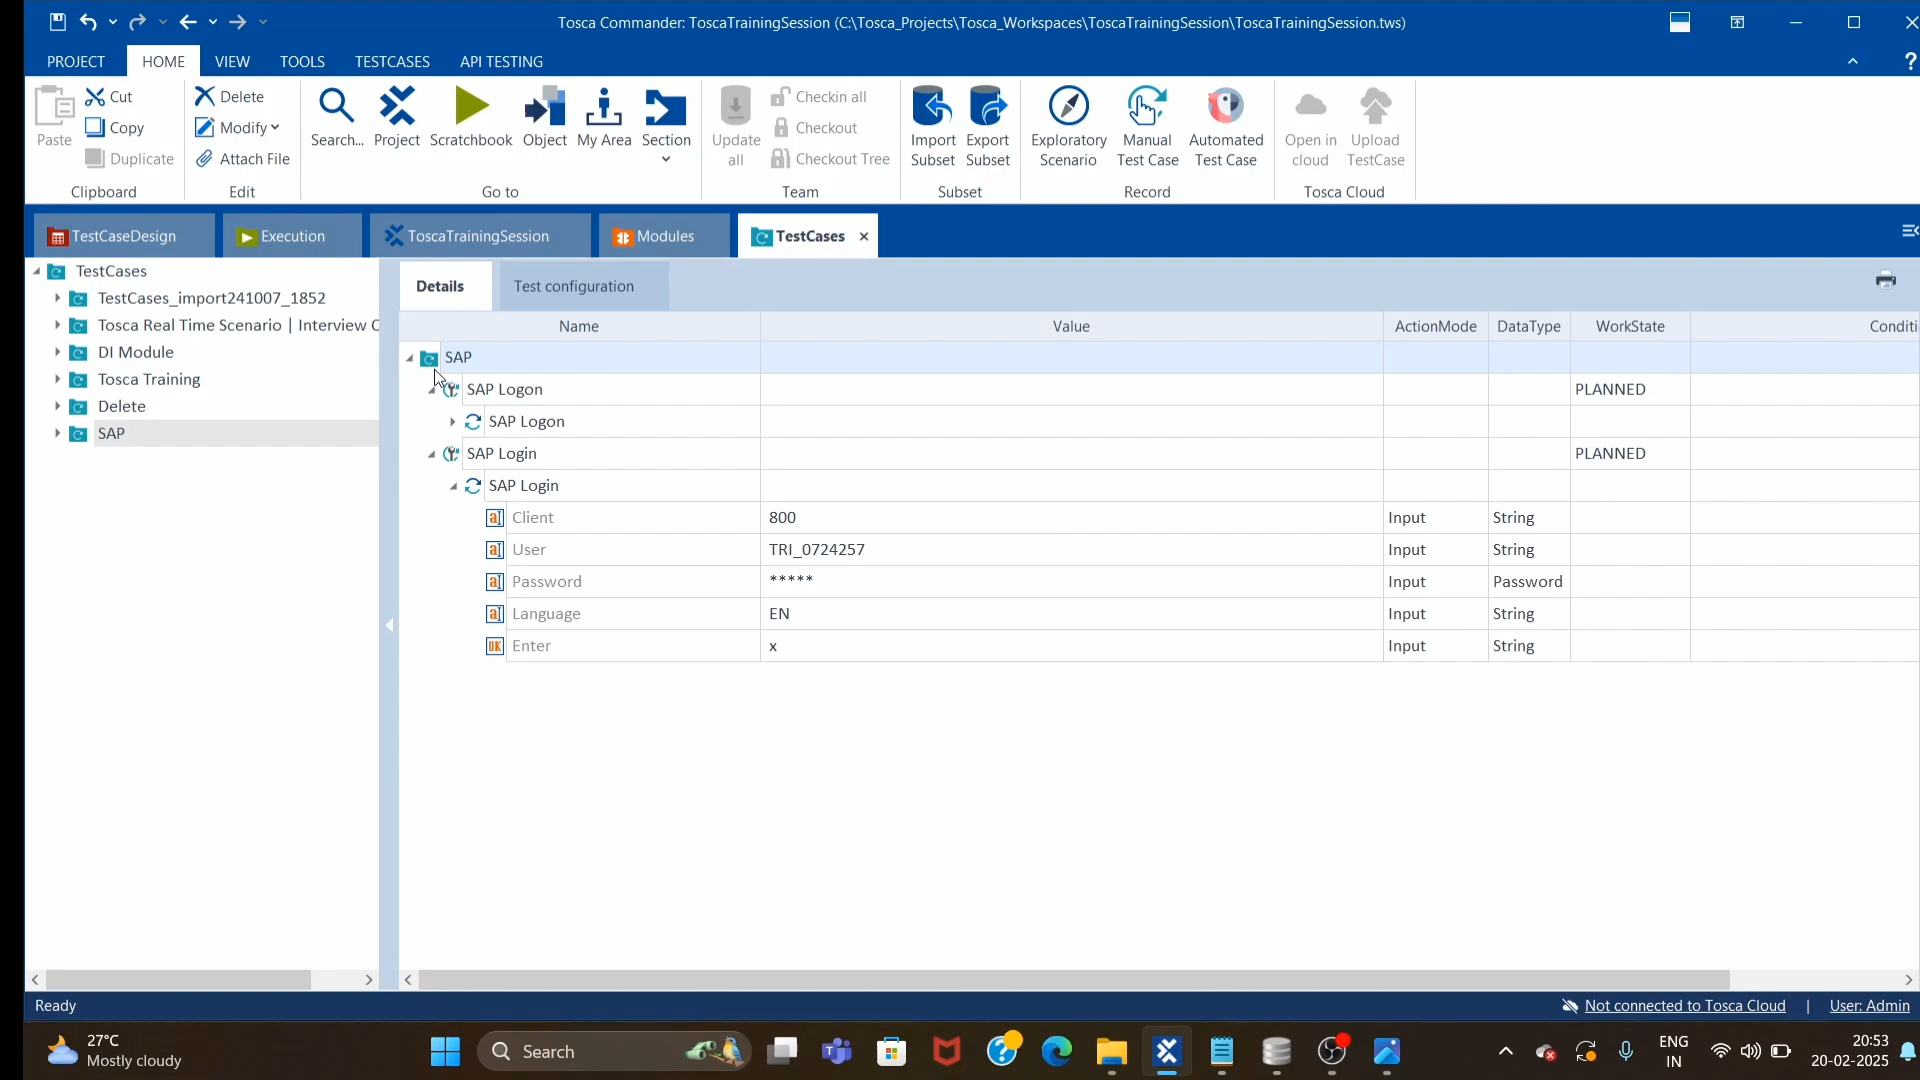 Tosca Commander: ToscaTrainingSession (C:\Tosca_Projects\Tosca_Workspaces\ToscaTrainingSession\ToscaTrainingSession.tws)
PROJECT HOME VIEW TOOLS TESTCASES API TESTING ?
Paste Cut Copy Duplicate
Clipboard
Delete Modify Attach File
Edit
Search... Project Scratchbook Object My Area Section
Go to
Update all Checkin all Checkout Checkout Tree
Team
Import Subset Export Subset
Subset
Exploratory Scenario Manual Test Case Automated Test Case
Record
Open in cloud Upload TestCase
Tosca Cloud
TestCaseDesign Execution ToscaTrainingSession Modules TestCases
TestCases
TestCases_import241007_1852
Tosca Real Time Scenario | Interview
DI Module
Tosca Training
Delete
SAP
Details Test configuration
Name Value ActionMode DataType WorkState Conditi
SAP
SAP Logon PLANNED
SAP Logon
SAP Login PLANNED
SAP Login
Client 800 Input String
User TRI_0724257 Input String
Password ***** Input Password
Language EN Input String
OK Enter x Input String
Ready Not connected to Tosca Cloud | User: Admin
27°C
Mostly cloudy
Search
ENG
IN
20:53
20-02-2025